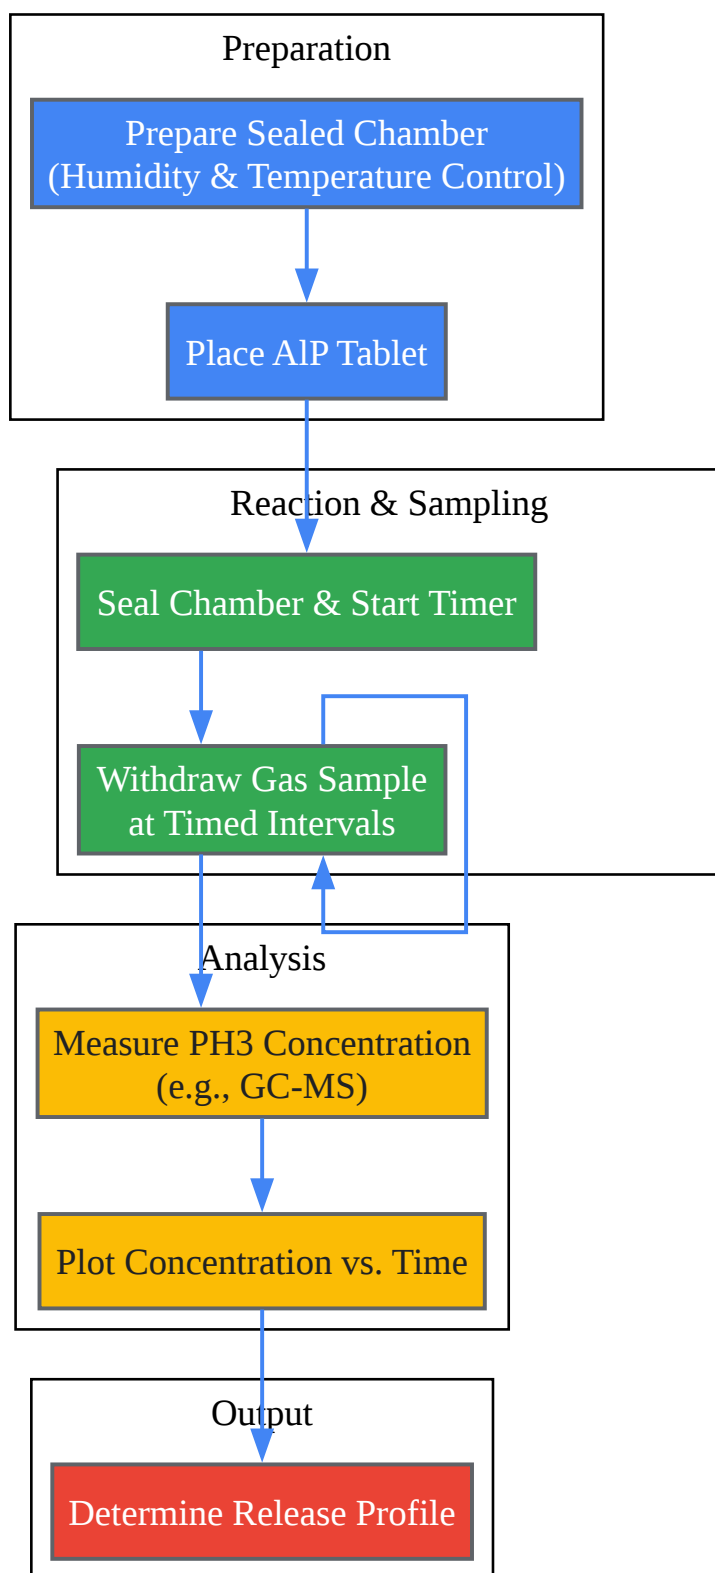 Preparation
Prepare Sealed Chamber
(Humidity & Temperature Control)
Place AlP Tablet
Reaction & Sampling
Seal Chamber & Start Timer
Withdraw Gas Sample
at Timed Intervals
Analysis
Measure PH3 Concentration
(e.g., GC-MS)
Plot Concentration vs. Time
Output
Determine Release Profile